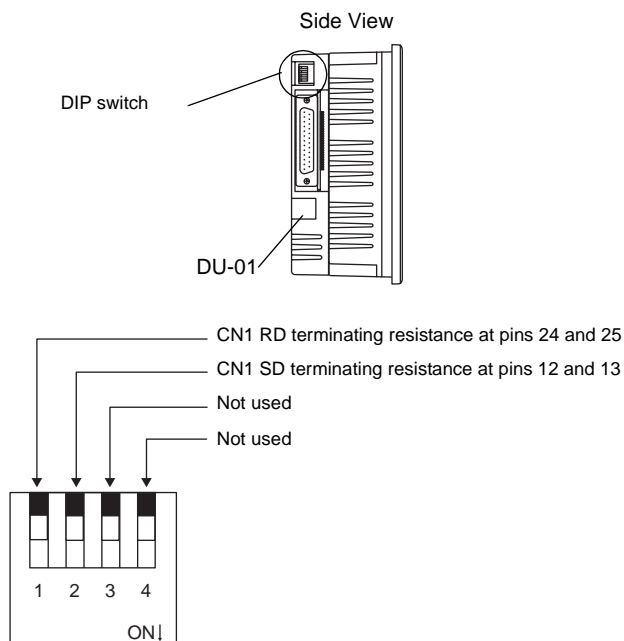 Side View
DIP switch
DU-01
CN1 RD terminating resistance at pins 24 and 25
CN1 SD terminating resistance at pins 12 and 13
Not used
Not used
1 2 3 4
ON↓